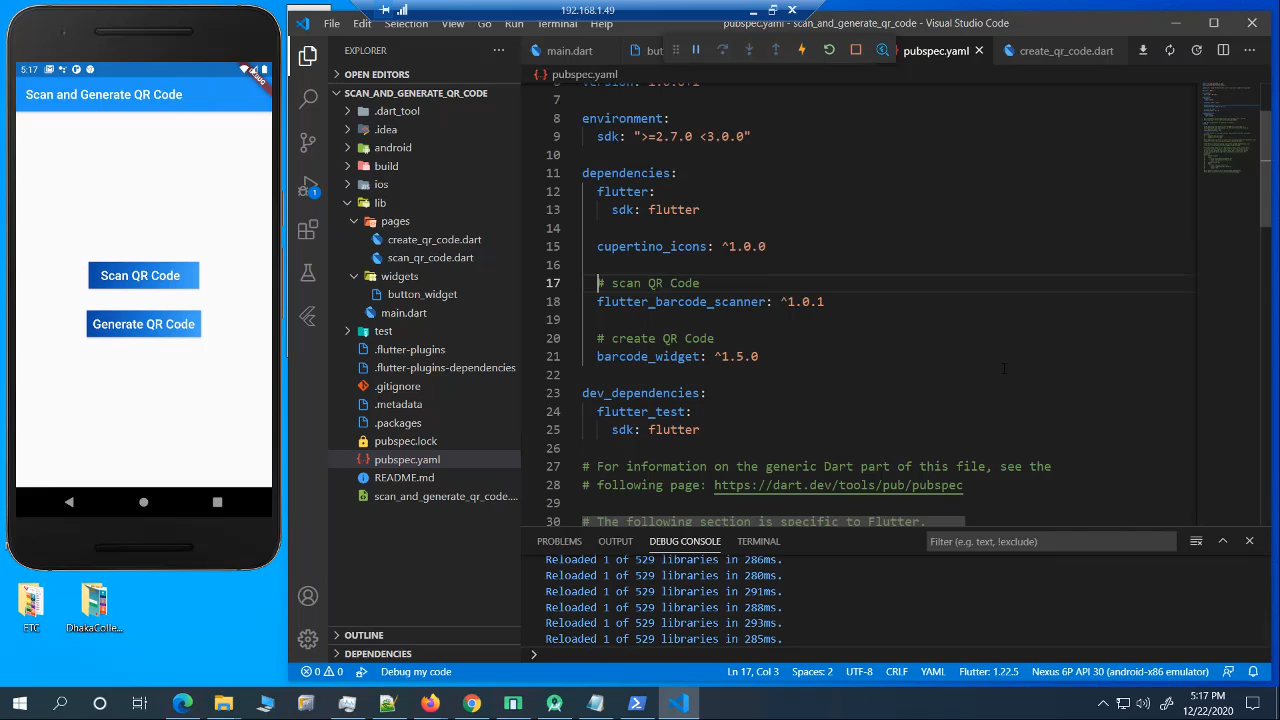 5:17
DEBUG
Scan and Generate QR Code
Scan QR Code
Generate QR Code
ETC
DhakaColle...
192.168.1.49
File Edit Selection Run Terminal pubspec.yaml - scan_and_generate_qr_code - Visual Studio Code
EXPLORER
OPEN EDITORS
SCAN_AND_GENERATE_QR_CODE
.dart_tool
.idea
android
build
ios
lib
pages
create_qr_code.dart
scan_qr_code.dart
widgets
button_widget
main.dart
test
.flutter-plugins
.flutter-plugins-dependencies
.gitignore
.metadata
.packages
pubspec.lock
pubspec.yaml
README.md
scan_and_generate_qr_code....
OUTLINE
DEPENDENCIES
1
main.dart but pubspec.yaml create_qr_code.dart
pubspec.yaml
7
8 environment:
9 sdk: ">=2.7.0 <3.0.0"
10
11 dependencies:
12 flutter:
13 sdk: flutter
14
15 cupertino_icons: ^1.0.0
16
17 # scan QR Code
18 flutter_barcode_scanner: ^1.0.1
19
20 # create QR Code
21 barcode_widget: ^1.5.0
22
23 dev_dependencies:
24 flutter_test:
25 sdk: flutter
26
27 # For information on the generic Dart part of this file, see the
28 # following page: https://dart.dev/tools/pub/pubspec
29
30 # The following section is specific to Flutter.
PROBLEMS OUTPUT DEBUG CONSOLE TERMINAL Filter (e.g. text, !exclude)
Reloaded 1 of 529 libraries in 286ms.
Reloaded 1 of 529 libraries in 280ms.
Reloaded 1 of 529 libraries in 291ms.
Reloaded 1 of 529 libraries in 288ms.
Reloaded 1 of 529 libraries in 293ms.
Reloaded 1 of 529 libraries in 285ms.
0 0 Debug my code Ln 17, Col 3 Spaces: 2 UTF-8 CRLF YAML Flutter: 1.22.5 Nexus 6P API 30 (android-x86 emulator)
5:17 PM
12/22/2020